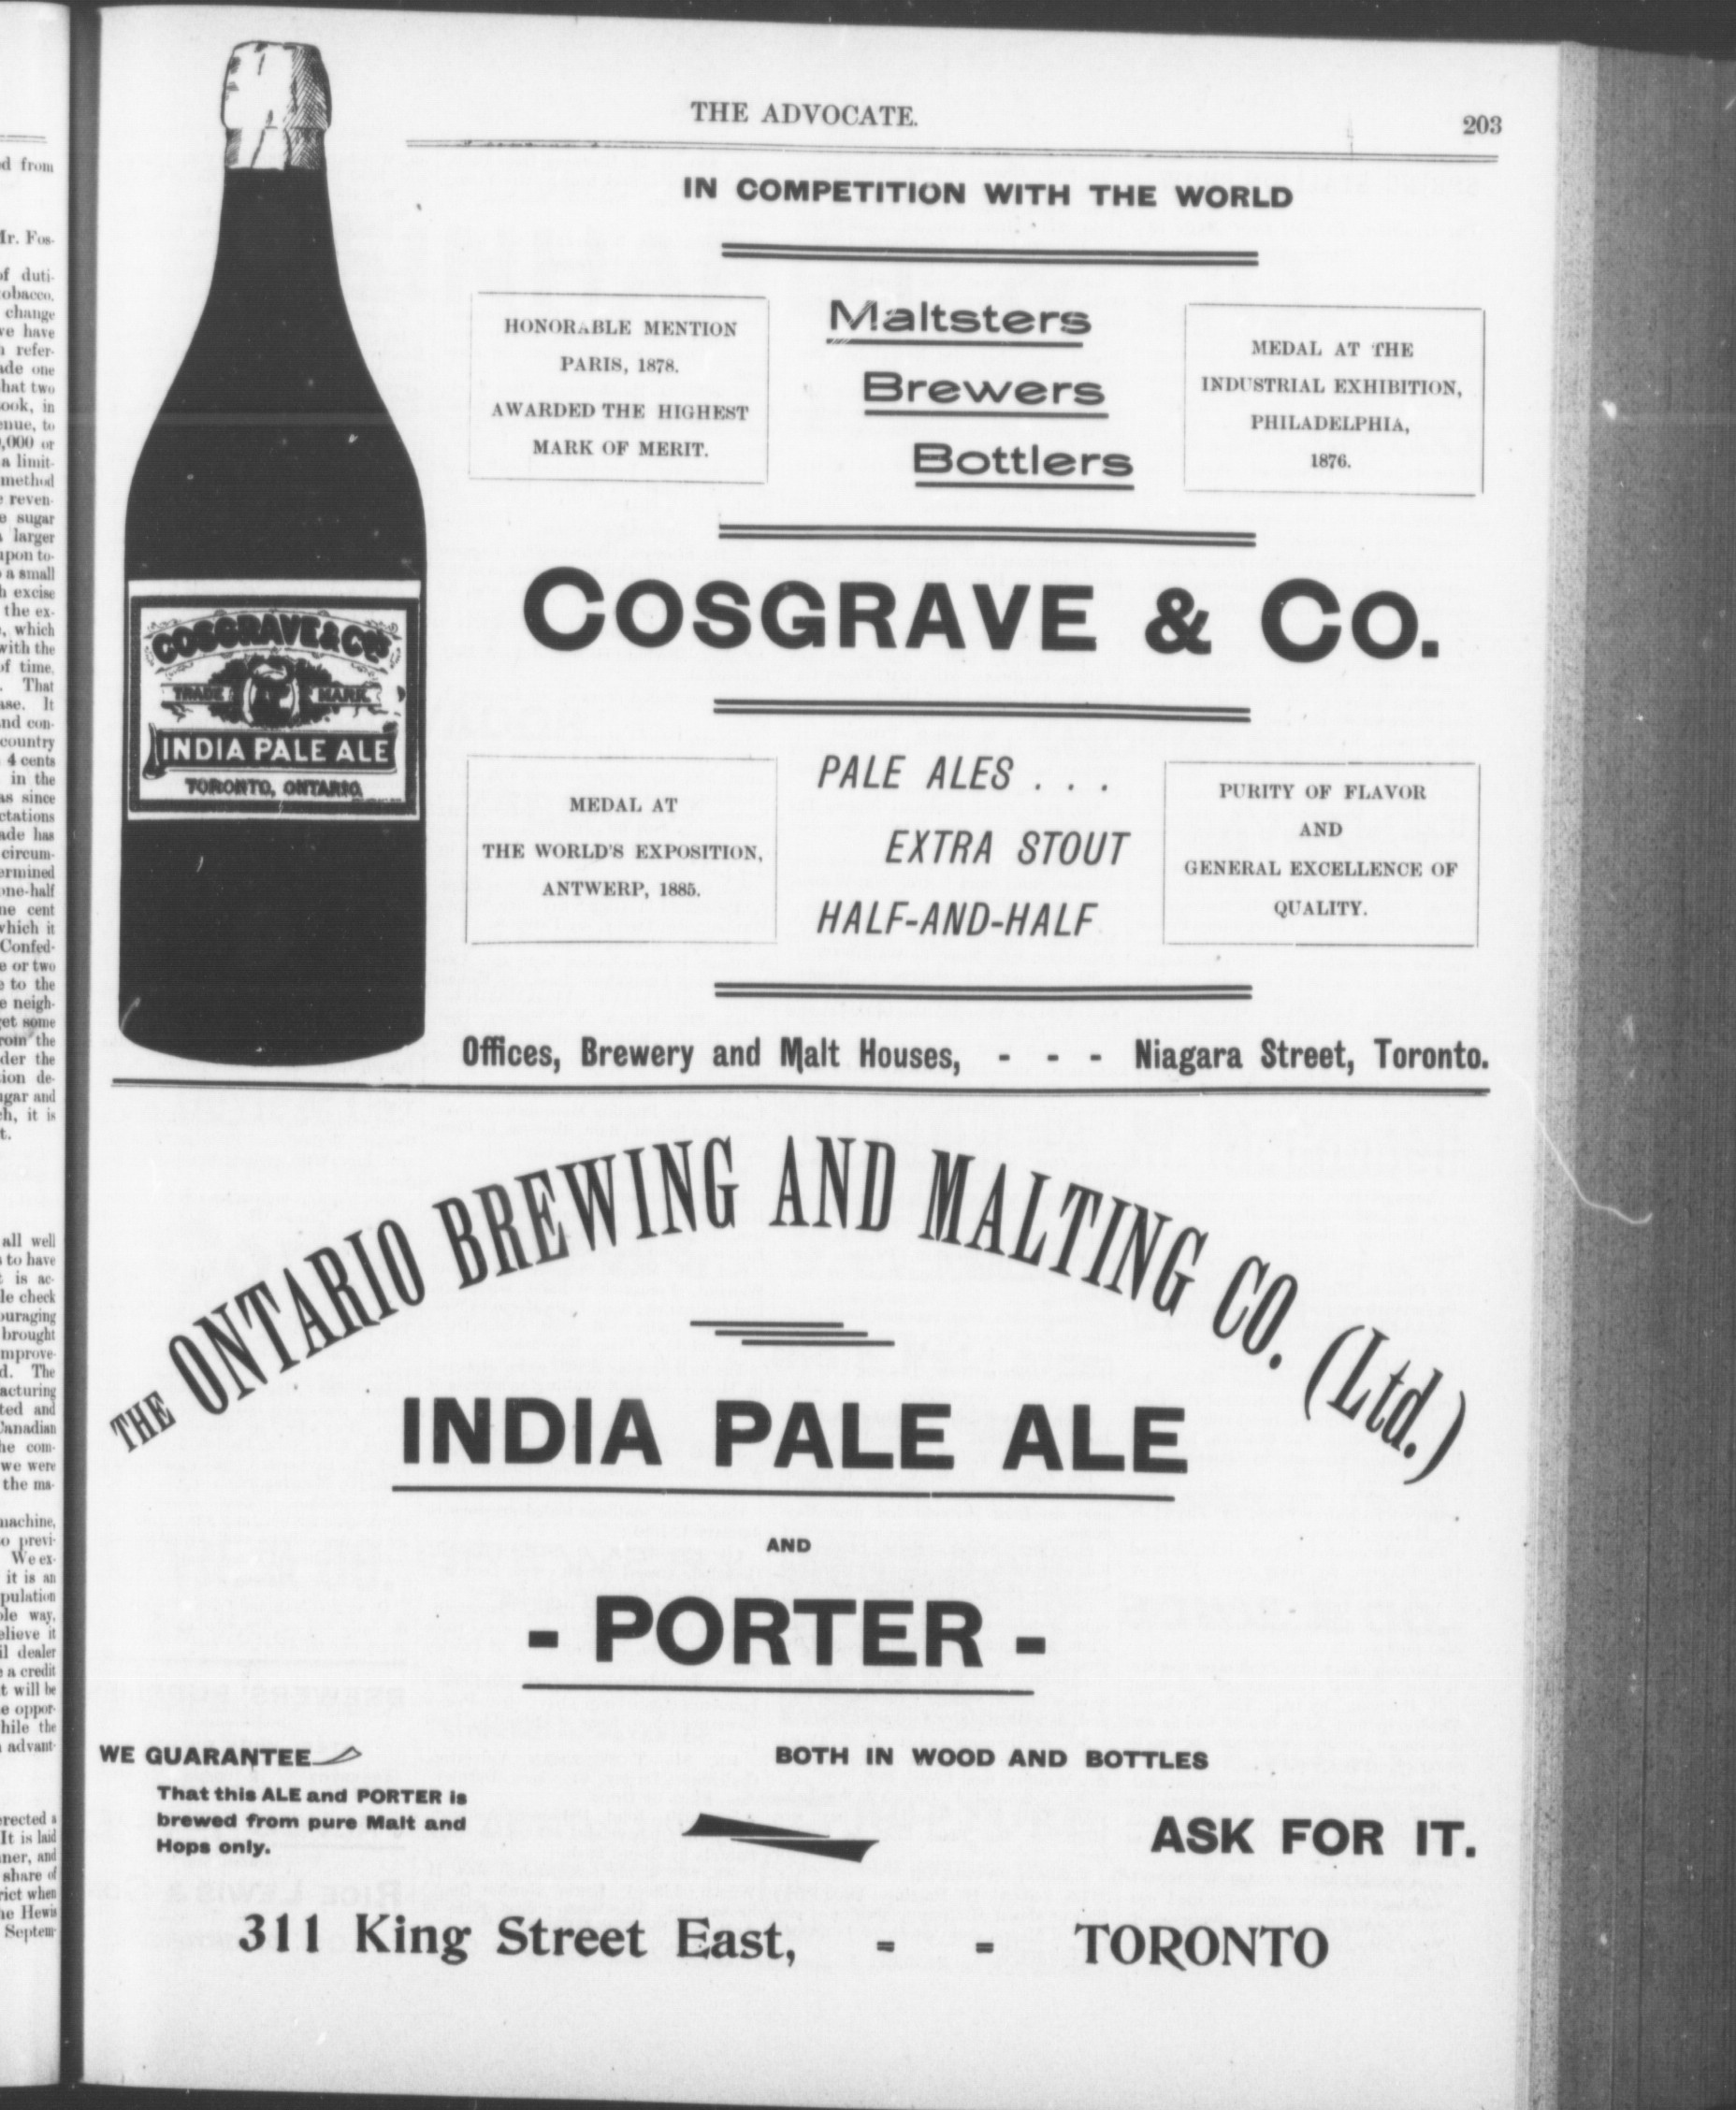 THE ADVOCATE.
203
IN COMPETITION WITH THE WORLD
HONORABLE MENTION
PARIS, 1878.
AWARDED THE HIGHEST
MARK OF MERIT.
Maltsters
Brewers
Bottlers
MEDAL AT THE
INDUSTRIAL EXHIBITION,
PHILADELPHIA,
1876.
COSGRAVE & CO.
COSGRAVE & CO'S
TRADE MARK
INDIA PALE ALE
TORONTO, ONTARIO.
MEDAL AT
THE WORLD'S EXPOSITION,
ANTWERP, 1885.
PALE ALES . . .
EXTRA STOUT
HALF-AND-HALF
PURITY OF FLAVOR
AND
GENERAL EXCELLENCE OF
QUALITY.
Offices, Brewery and Malt Houses, - - - Niagara Street, Toronto.
THE ONTARIO BREWING AND MALTING CO. (Ltd.)
INDIA PALE ALE
AND
- PORTER -
WE GUARANTEE
That this ALE and PORTER is
brewed from pure Malt and
Hops only.
BOTH IN WOOD AND BOTTLES
ASK FOR IT.
311 King Street East, - - TORONTO